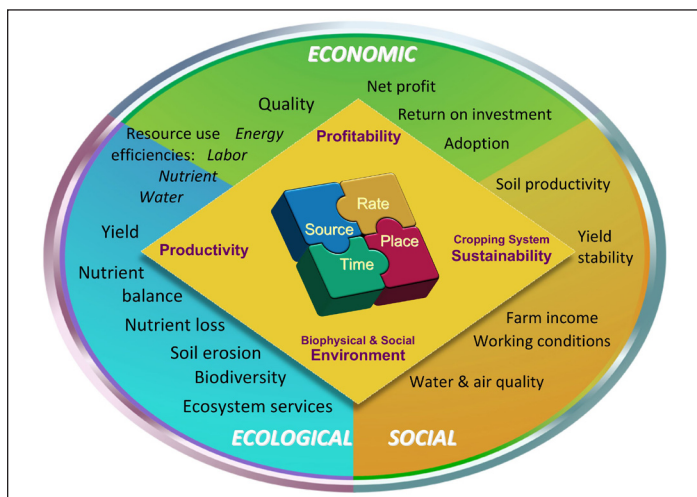 ECONOMIC
Net profit
Quality
Return on investment
Profitability
Adoption
Resource use Energy
efficiencies: Labor
Nutrient
Water
Soil productivity
Rate
Source
Place
Time
Yield
Productivity
Cropping System
Sustainability
Yield
stability
Nutrient
balance
Nutrient loss
Farm income
Working conditions
Biophysical & Social
Environment
Soil erosion
Biodiversity
Water & air quality
Ecosystem services
ECOLOGICAL
SOCIAL